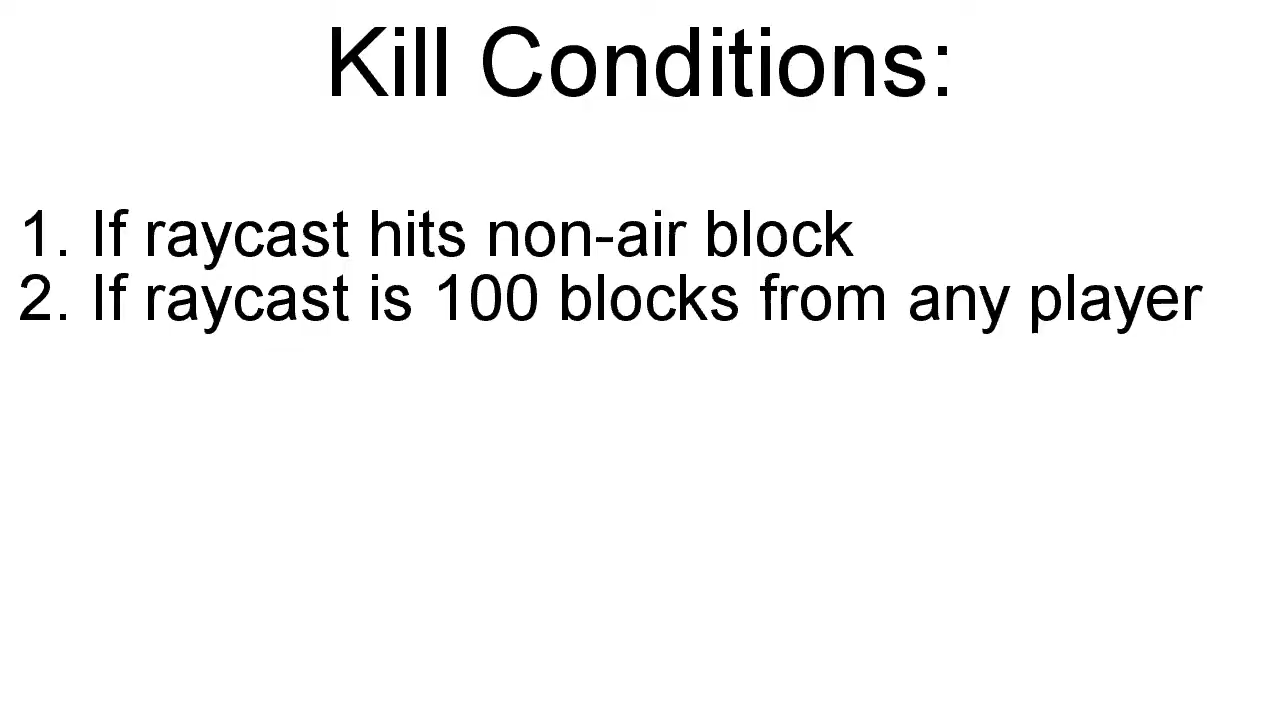 Kill Conditions:
1. If raycast hits non-air block
2. If raycast is 100 blocks from any player